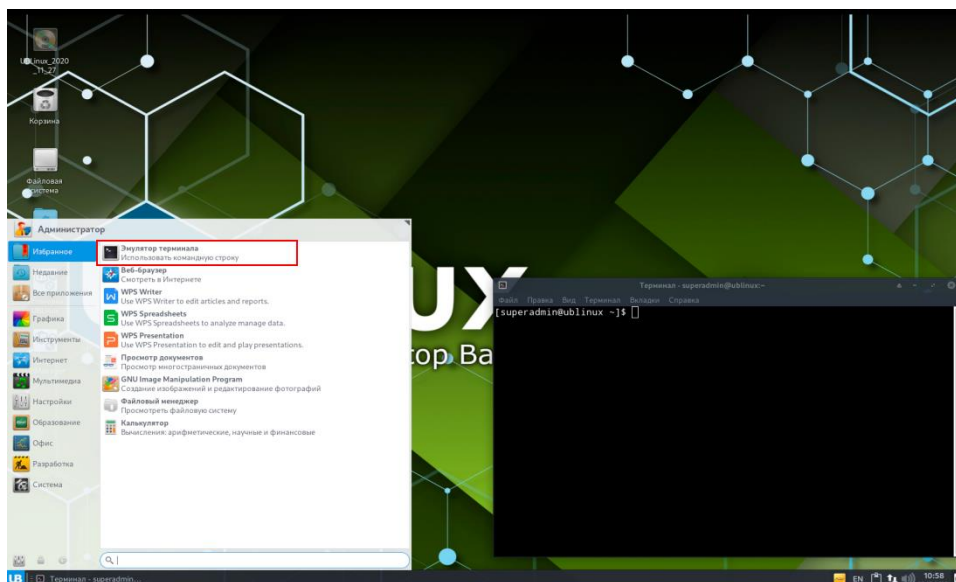 UBLinux_2020
_11_27
Корзина
Файловая
система
Администратор
Избранное
Недавние
Все приложения
Графика
Инструменты
Интернет
Мультимедиа
Настройки
Образование
Офис
Разработка
Система
Эмулятор терминала
Использовать командную строку
Веб-браузер
Смотреть в Интернете
WPS Writer
Use WPS Writer to edit articles and reports.
WPS Spreadsheets
Use WPS Spreadsheets to analyze manage data.
WPS Presentation
Use WPS Presentation to edit and play presentations.
Просмотр документов
Просмотр многостраничных документов
GNU Image Manipulation Program
Создание изображений и редактирование фотографий
Файловый менеджер
Просмотреть файловую систему
Калькулятор
Вычисления: арифметические, научные и финансовые
UX
top Ba
Терминал - superadmin@ublinux:~
Файл Правка Вид Терминал Вкладки Справка
[superadmin@ublinux ~]$
UB Терминал - superadmin...
EN 10:58